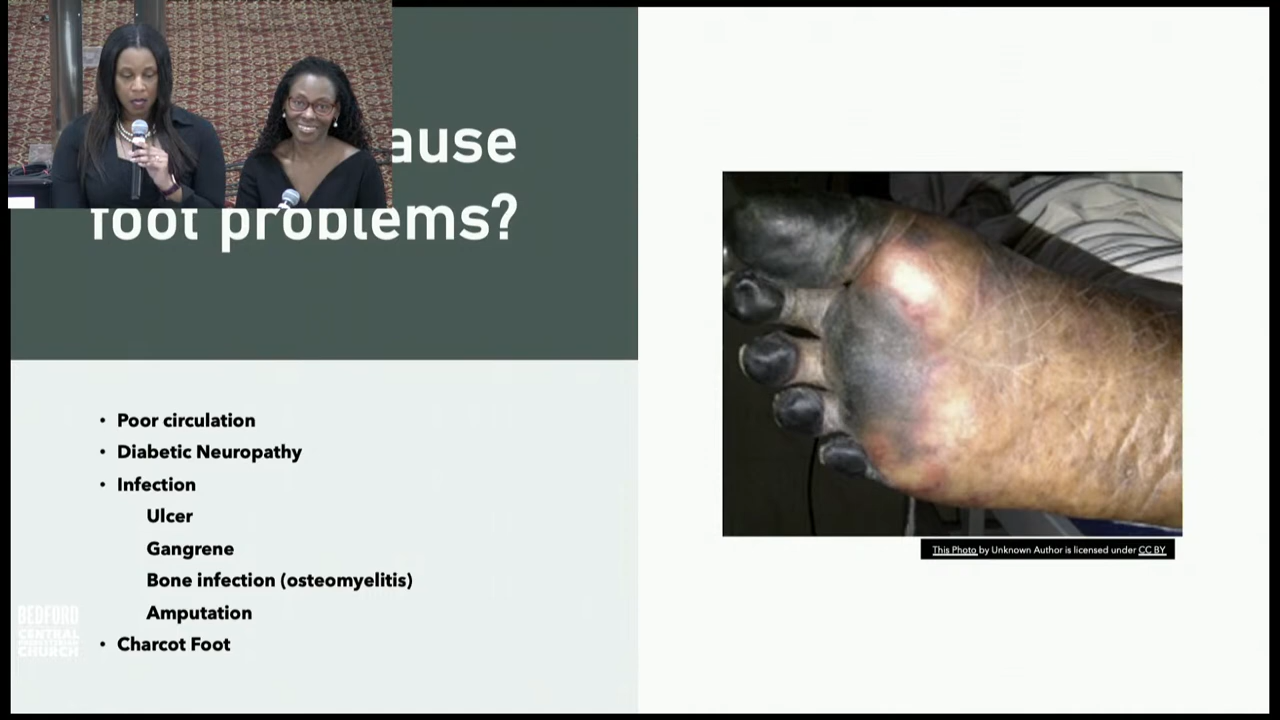 ause
foot problems?
• Poor circulation
• Diabetic Neuropathy
• Infection
Ulcer
Gangrene
Bone infection (osteomyelitis)
Amputation
• Charcot Foot
This Photo by Unknown Author is licensed under CC BY
BEDFORD
CENTRAL
PRESBYTERIAN
CHURCH